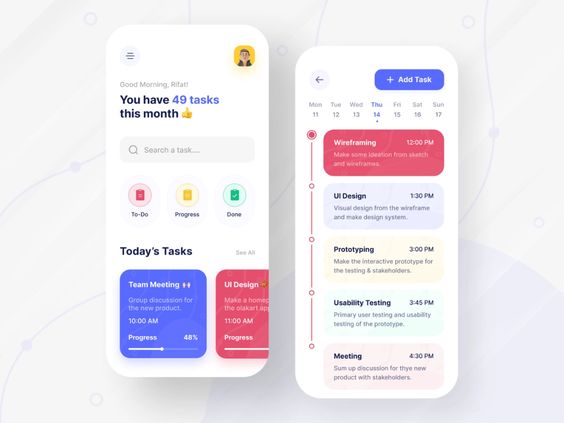 Good Morning, Rifat!
You have 49 tasks
this month 👍
Search a task....
To-Do
Progress
Done
Today's Tasks
See All
Team Meeting 🙌
Group discussion for
the new product.
10:00 AM
Progress 48%
UI Design
Make a homep
the olakart.app
11:00 AM
Progress
Add Task
Mon Tue Wed Thu Fri Sat Sun
11 12 13 14 15 16 17
Wireframing 12:00 PM
Make some ideation from sketch
and wireframes.
UI Design 1:30 PM
Visual design from the wireframe
and make design system.
Prototyping 3:00 PM
Make the interactive prototype for
the testing & stakeholders.
Usability Testing 3:45 PM
Primary user testing and usability
testing of the prototype.
Meeting 4:30 PM
Sum up discussion for thye new
product with stakeholders.